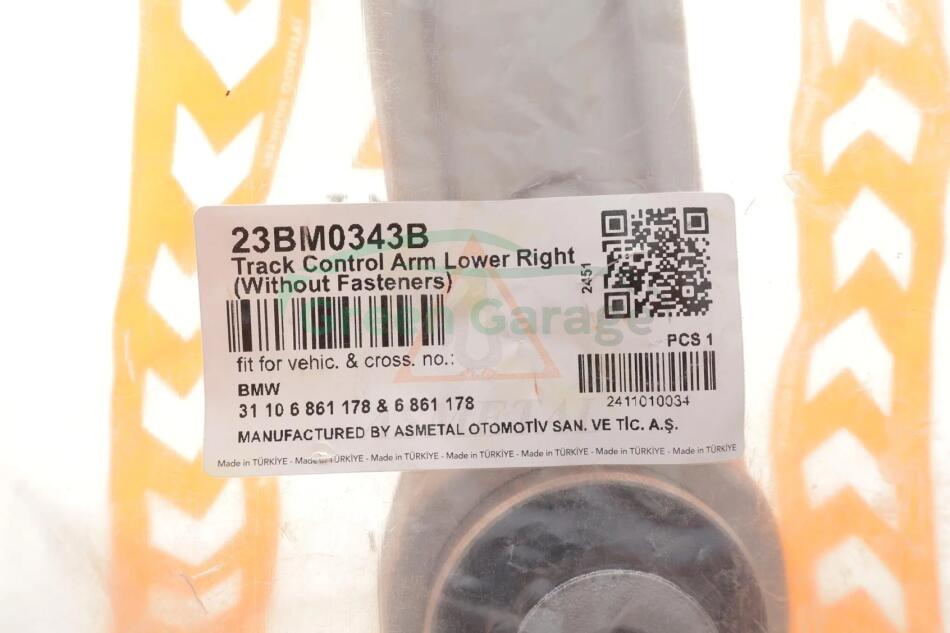 23BM0343B
Track Control Arm Lower Right
(Without Fasteners)
2451
Green Garage
PCS 1
fit for vehic. & cross. no.:
BMW
31 10 6 861 178 & 6 861 178
2411010034
MANUFACTURED BY ASMETAL OTOMOTİV SAN. VE TİC. A.Ş.
Made in TÜRKİYE - Made in TÜRKİYE - Made in TÜRKİYE - Made in TÜRKİYE - Made in TÜRKİYE - Made in TÜRKİYE - Made in TÜRKİYE